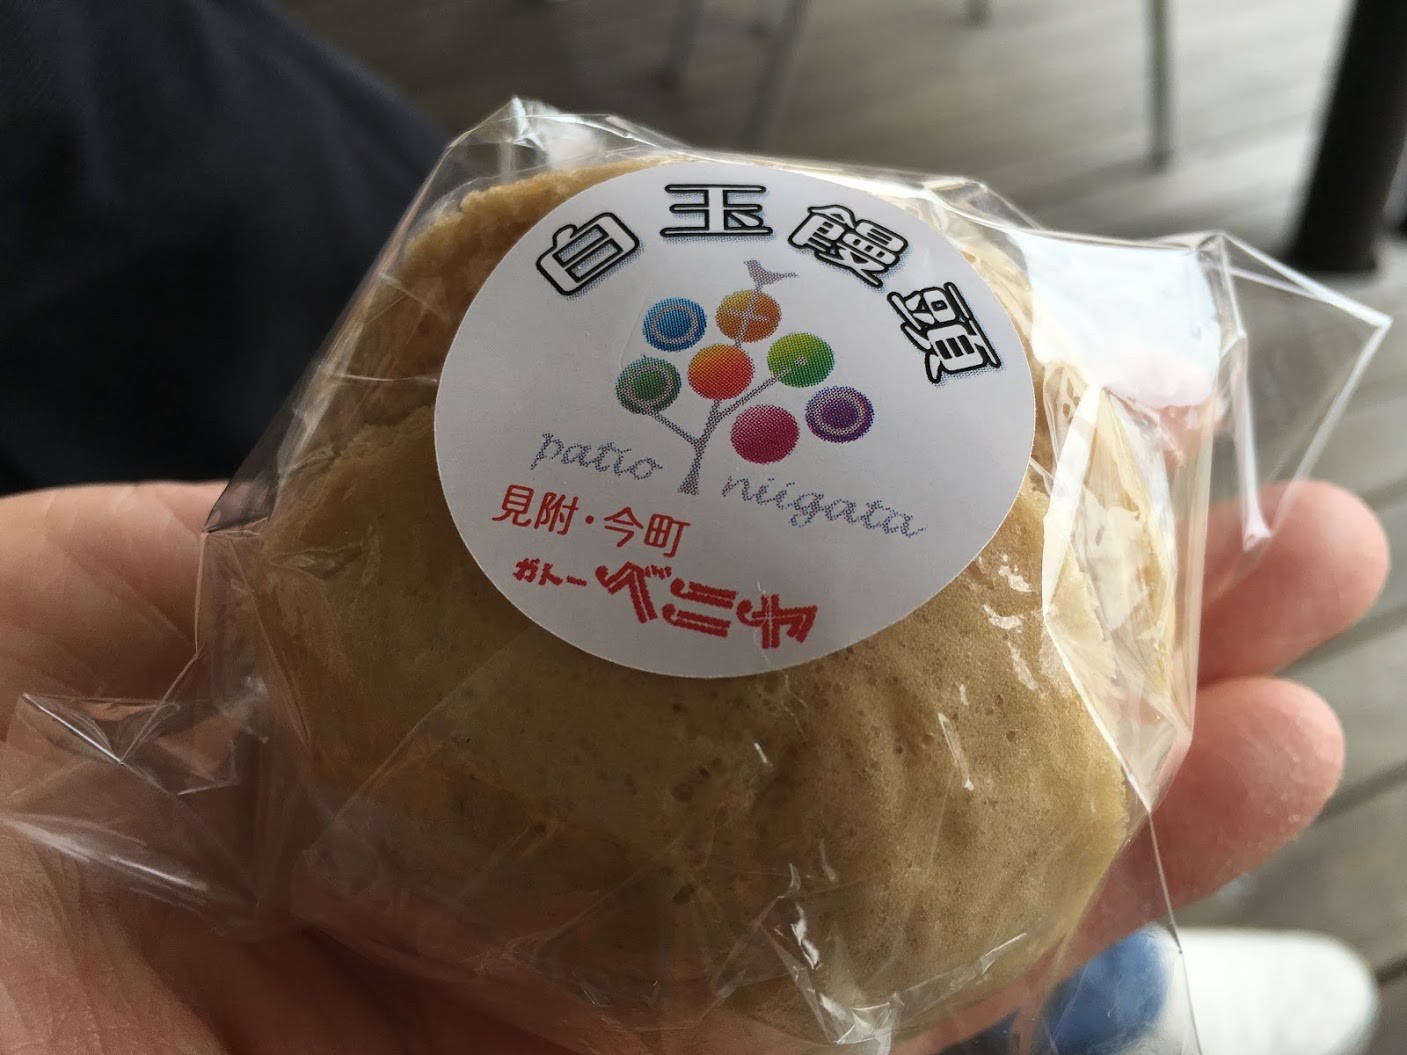 白玉饅頭
patio niigata
見附・今町
ガトーベニヤ